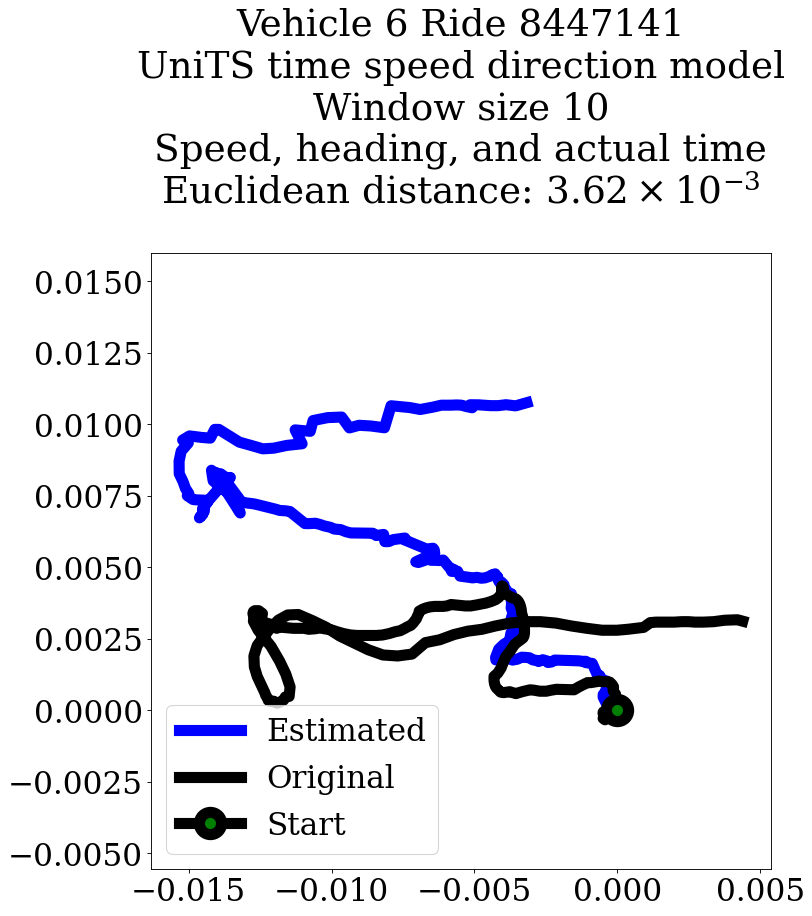 Vehicle 6 Ride 8447141
UniTS time speed direction model
Window size 10
Speed, heading, and actual time
Euclidean distance: 3.62 × 10⁻³
0.0150
0.0125
0.0100
0.0075
0.0050
0.0025
0.0000
−0.0025
−0.0050
Estimated
Original
Start
−0.015 −0.010 −0.005 0.000 0.005